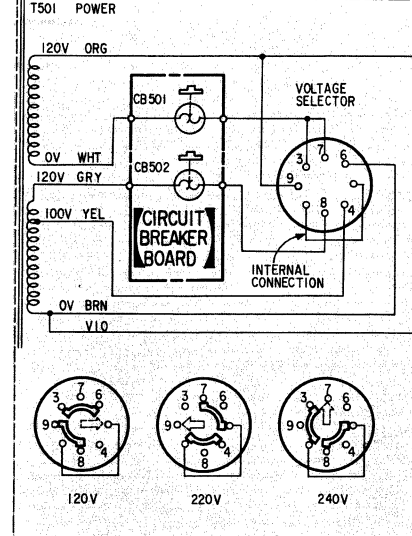 T501 POWER
120V ORG
CB501
VOLTAGE
SELECTOR
0V WHT
CB502
120V GRY
3 7 6
9
8 4
100V YEL
CIRCUIT
BREAKER
BOARD
INTERNAL
CONNECTION
0V BRN
VIO
3 7 6
9
8 4
120V
3 7 6
9
8 4
220V
3 7 6
9
8 4
240V